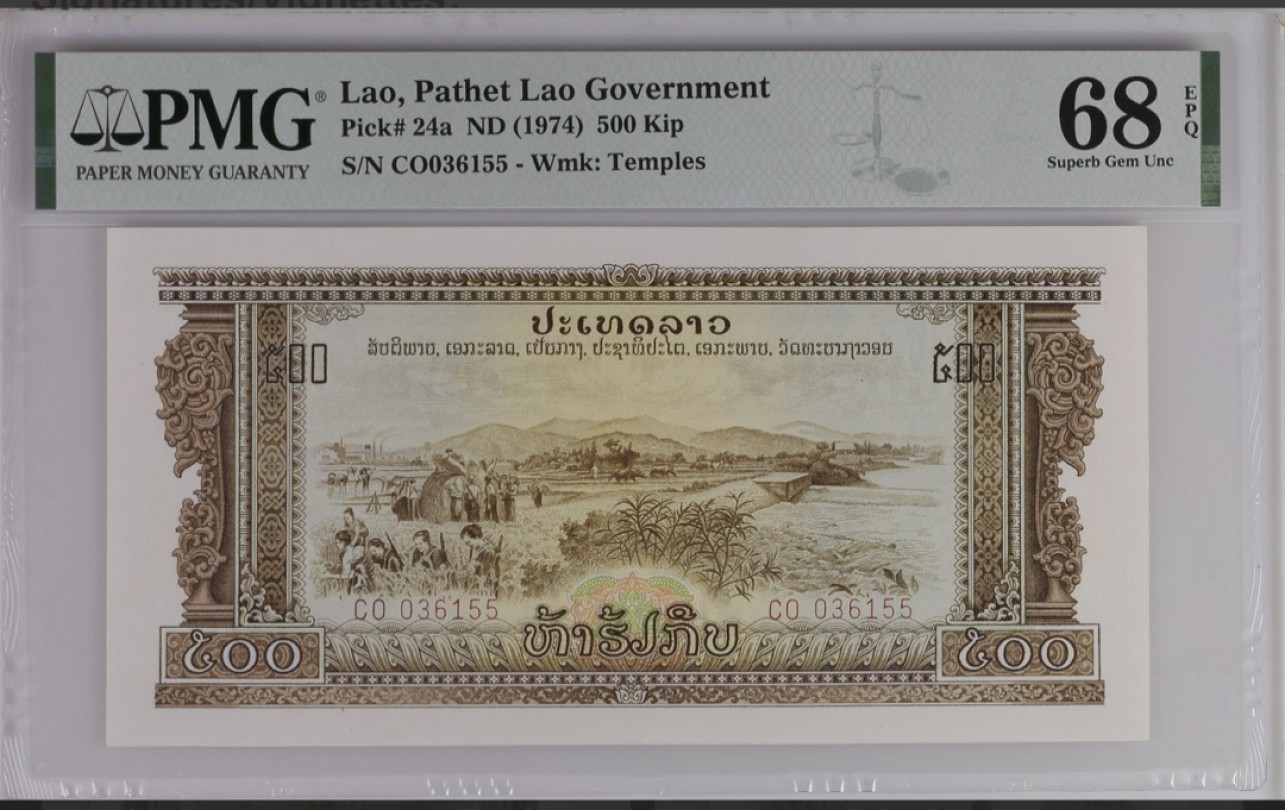 PMG®
PAPER MONEY GUARANTY
Lao, Pathet Lao Government
Pick# 24a ND (1974) 500 Kip
S/N CO036155 - Wmk: Temples
68
EPQ
Superb Gem Unc
ປະເທດລາວ
ສັນຕິພາບ, ເອກະລາດ, ເປັນກາງ, ປະຊາທິປະໄຕ, ເອກະພາບ, ວັດທະນາຖາວອນ
໕໐໐ ໕໐໐
CO 036155 CO 036155
ຫ້າຮ້ອຍກີບ
໕໐໐ ໕໐໐